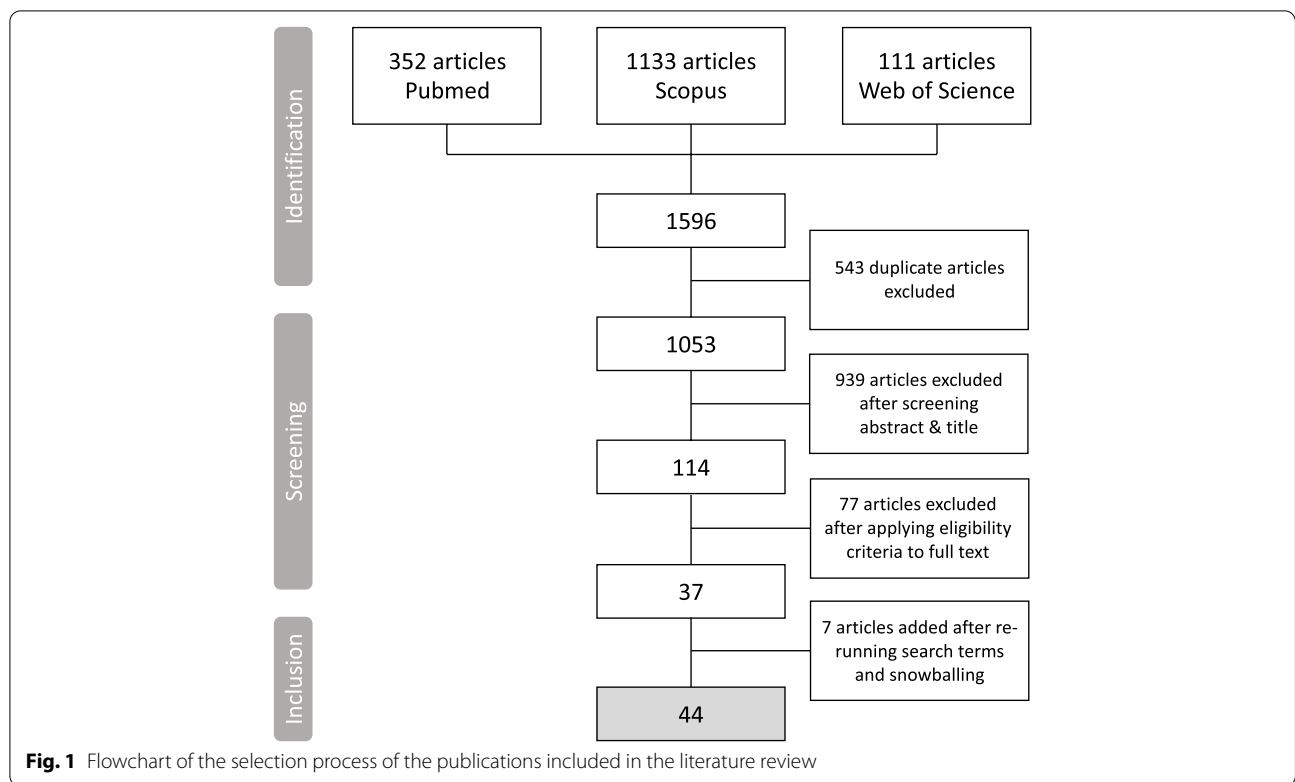 352 articles
Pubmed
1133 articles
Scopus
111 articles
Web of Science
Identification
1596
543 duplicate articles
excluded
Screening
1053
939 articles excluded
after screening
abstract & title
114
77 articles excluded
after applying eligibility
criteria to full text
37
Inclusion
7 articles added after re-
running search terms
and snowballing
44
Fig. 1 Flowchart of the selection process of the publications included in the literature review